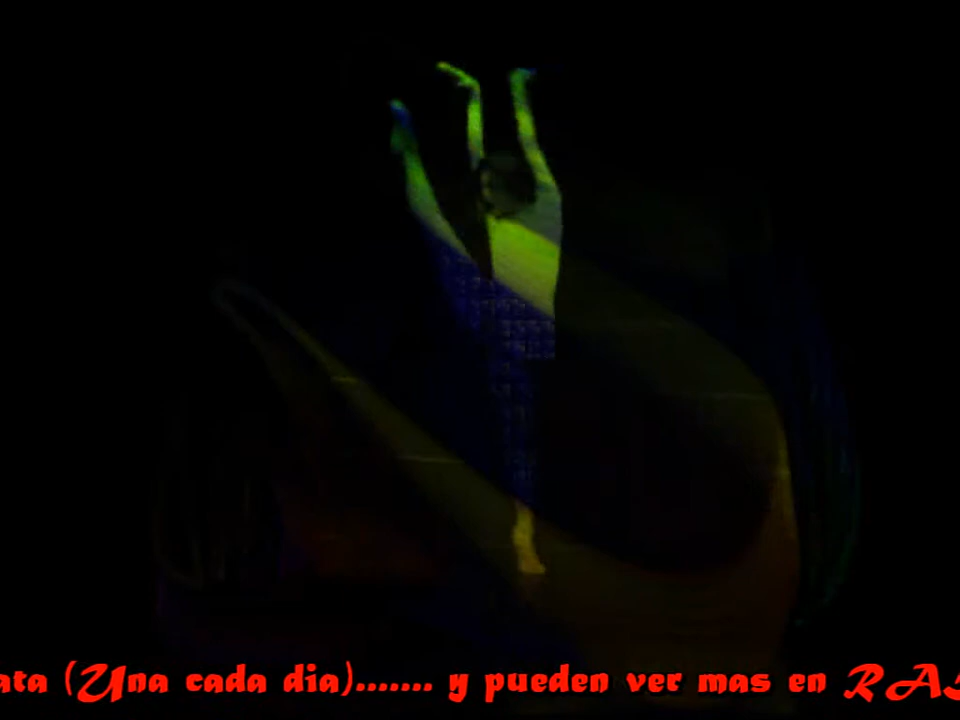 (Una cada dia)....... y pueden ver mas en